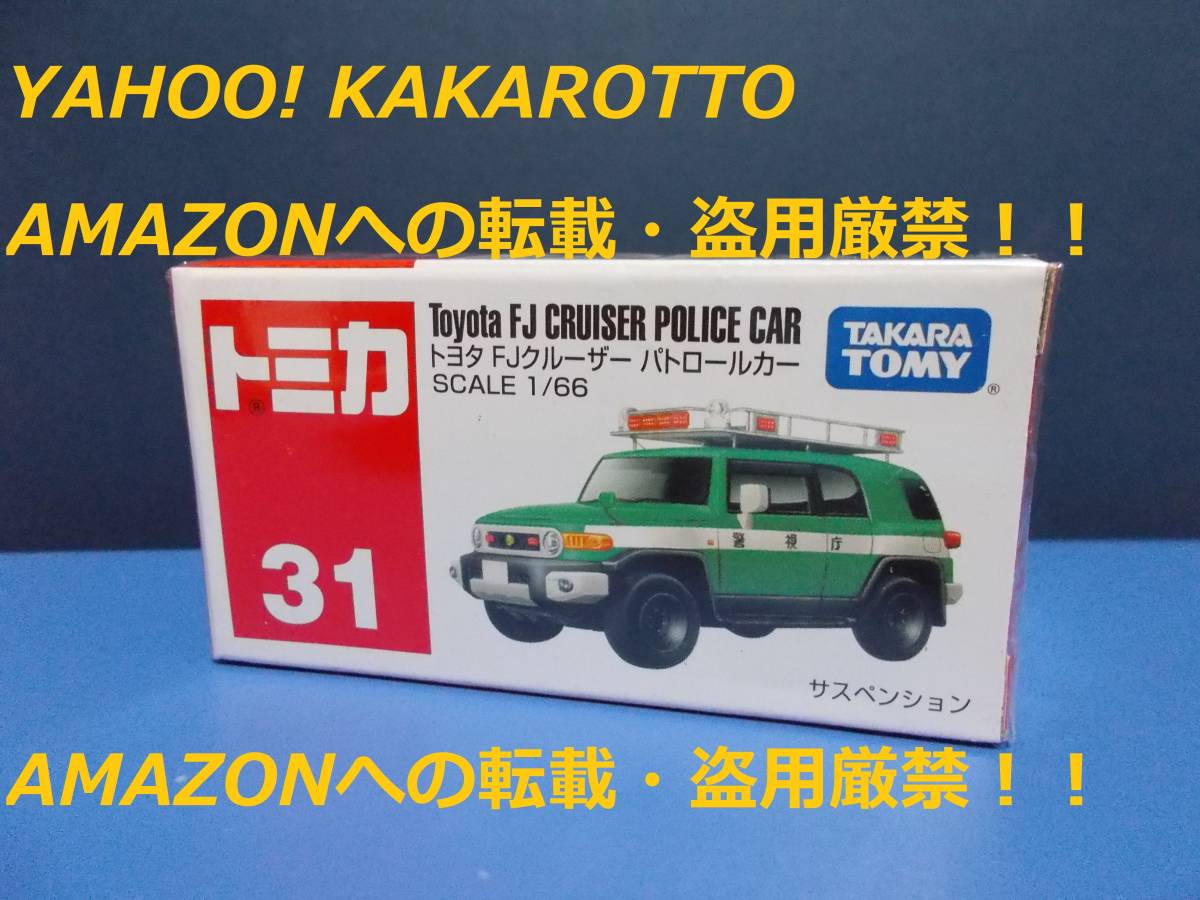 YAHOO! KAKAROTTO
AMAZONへの転載・盗用厳禁！！
トミカ®
31
Toyota FJ CRUISER POLICE CAR
トヨタ FJクルーザー パトロールカー
SCALE 1/66
TAKARA
TOMY®
警視庁
サスペンション
AMAZONへの転載・盗用厳禁！！